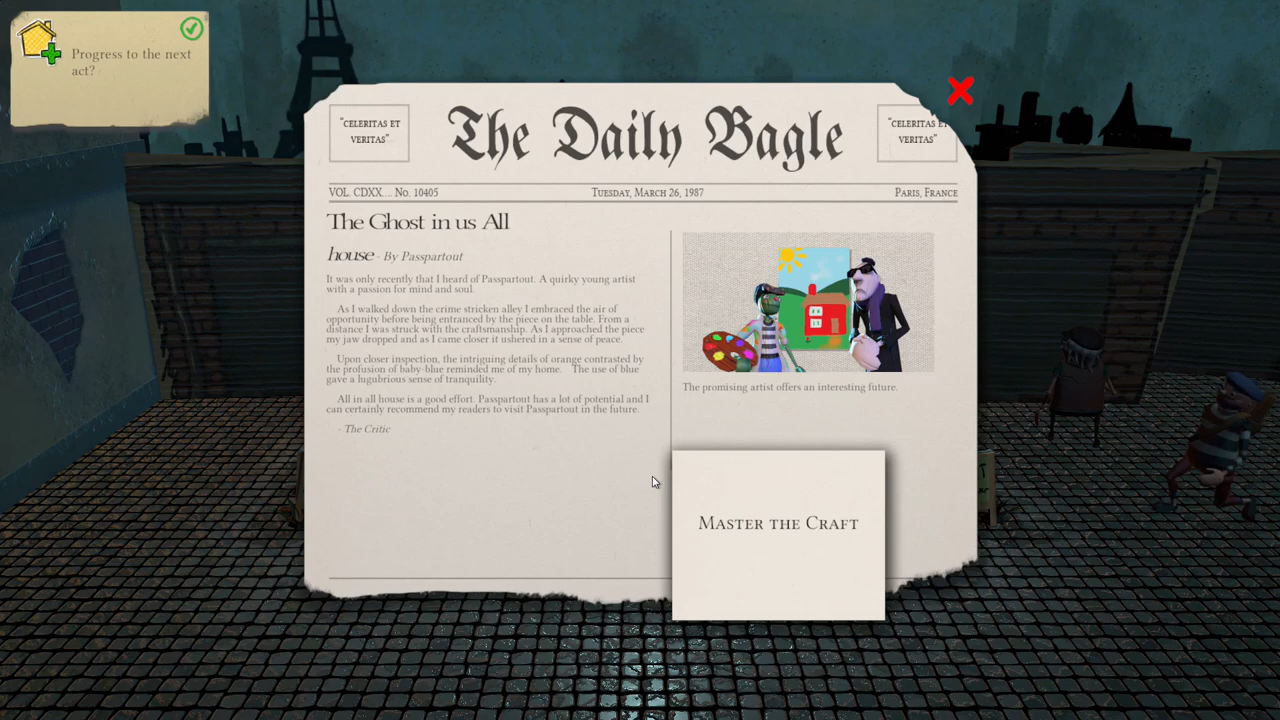 Progress to the next
act?
"CELERITAS ET
VERITAS"
The Daily Bagle
"CELERITAS ET
VERITAS"
VOL. CDXX... No. 10405
Tuesday, March 26, 1987
Paris, France
The Ghost in us All
house - By Passpartout
It was only recently that I heard of Passpartout. A quirky young artist
with a passion for mind and soul.
As I walked down the crime stricken alley I embraced the air of
opportunity before being entranced by the piece on the table. From a
distance I was struck with the craftsmanship. As I approached the piece
my jaw dropped and as I came closer it ushered in a sense of peace.
Upon closer inspection, the intriguing details of orange contrasted by
the profusion of baby-blue reminded me of my home. The use of blue
gave a lugubrious sense of tranquility.
All in all house is a good effort. Passpartout has a lot of potential and I
can certainly recommend my readers to visit Passpartout in the future.
- The Critic
The promising artist offers an interesting future.
Master the Craft